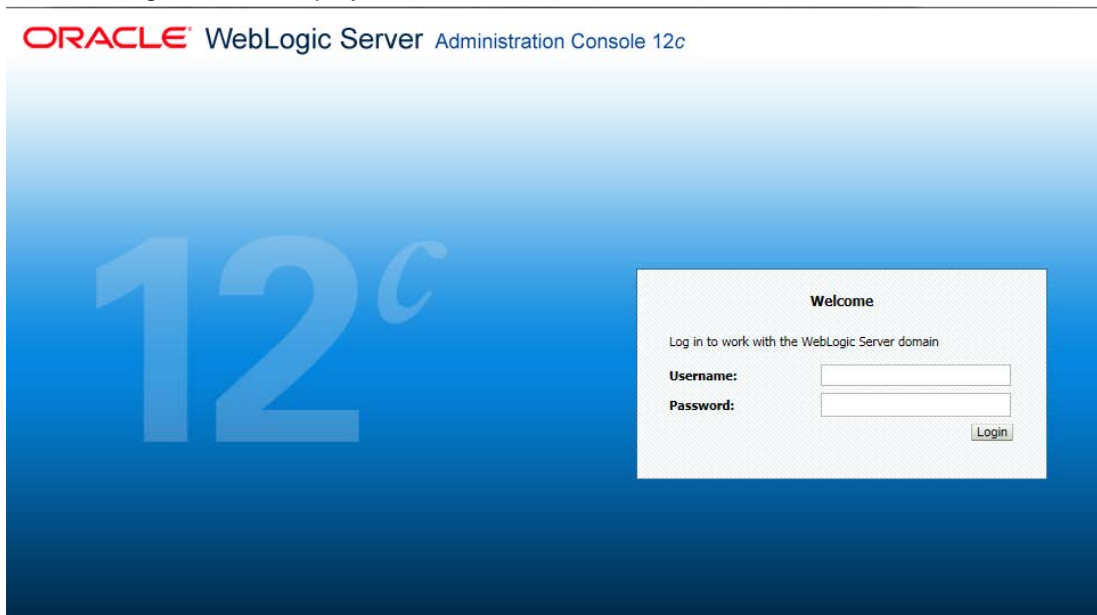 ORACLE WebLogic Server Administration Console 12c
12c
Welcome
Log in to work with the WebLogic Server domain
Username:
Password:
Login